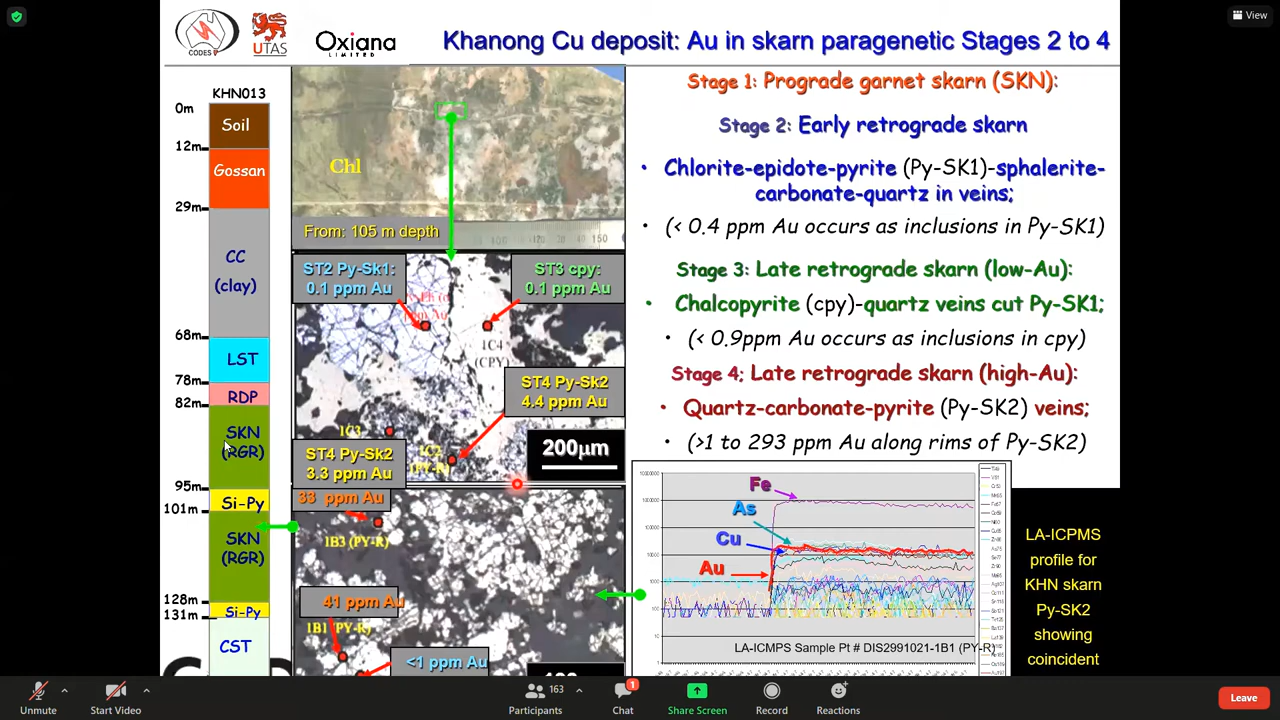 View
CODES
UTAS
Oxiana
LIMITED
Khanong Cu deposit: Au in skarn paragenetic Stages 2 to 4
KHN013
0m
Soil
12m
Gossan
29m
CC
(clay)
68m
LST
78m
RDP
82m
SKN
(RGR)
95m
Si-Py
101m
SKN
(RGR)
128m
Si-Py
131m
CST
Chl
From: 105 m depth
ST2 Py-Sk1:
0.1 ppm Au
ST3 cpy:
0.1 ppm Au
1C4
(CPY)
ST4 Py-Sk2
4.4 ppm Au
1C3
1C2
(PY-R)
ST4 Py-Sk2
3.3 ppm Au
200µm
33 ppm Au
1B3 (PY-R)
41 ppm Au
1B1 (PY-R)
<1 ppm Au
Stage 1: Prograde garnet skarn (SKN):
Stage 2: Early retrograde skarn
• Chlorite-epidote-pyrite (Py-SK1)-sphalerite-
carbonate-quartz in veins;
• (< 0.4 ppm Au occurs as inclusions in Py-SK1)
Stage 3: Late retrograde skarn (low-Au):
• Chalcopyrite (cpy)-quartz veins cut Py-SK1;
• (< 0.9ppm Au occurs as inclusions in cpy)
Stage 4; Late retrograde skarn (high-Au):
• Quartz-carbonate-pyrite (Py-SK2) veins;
• (>1 to 293 ppm Au along rims of Py-SK2)
Fe
As
Cu
Au
LA-ICMPS Sample Pt # DIS2991021-1B1 (PY-R)
LA-ICPMS
profile for
KHN skarn
Py-SK2
showing
coincident
Unmute
Start Video
163
Participants
1
Chat
Share Screen
Record
Reactions
Leave